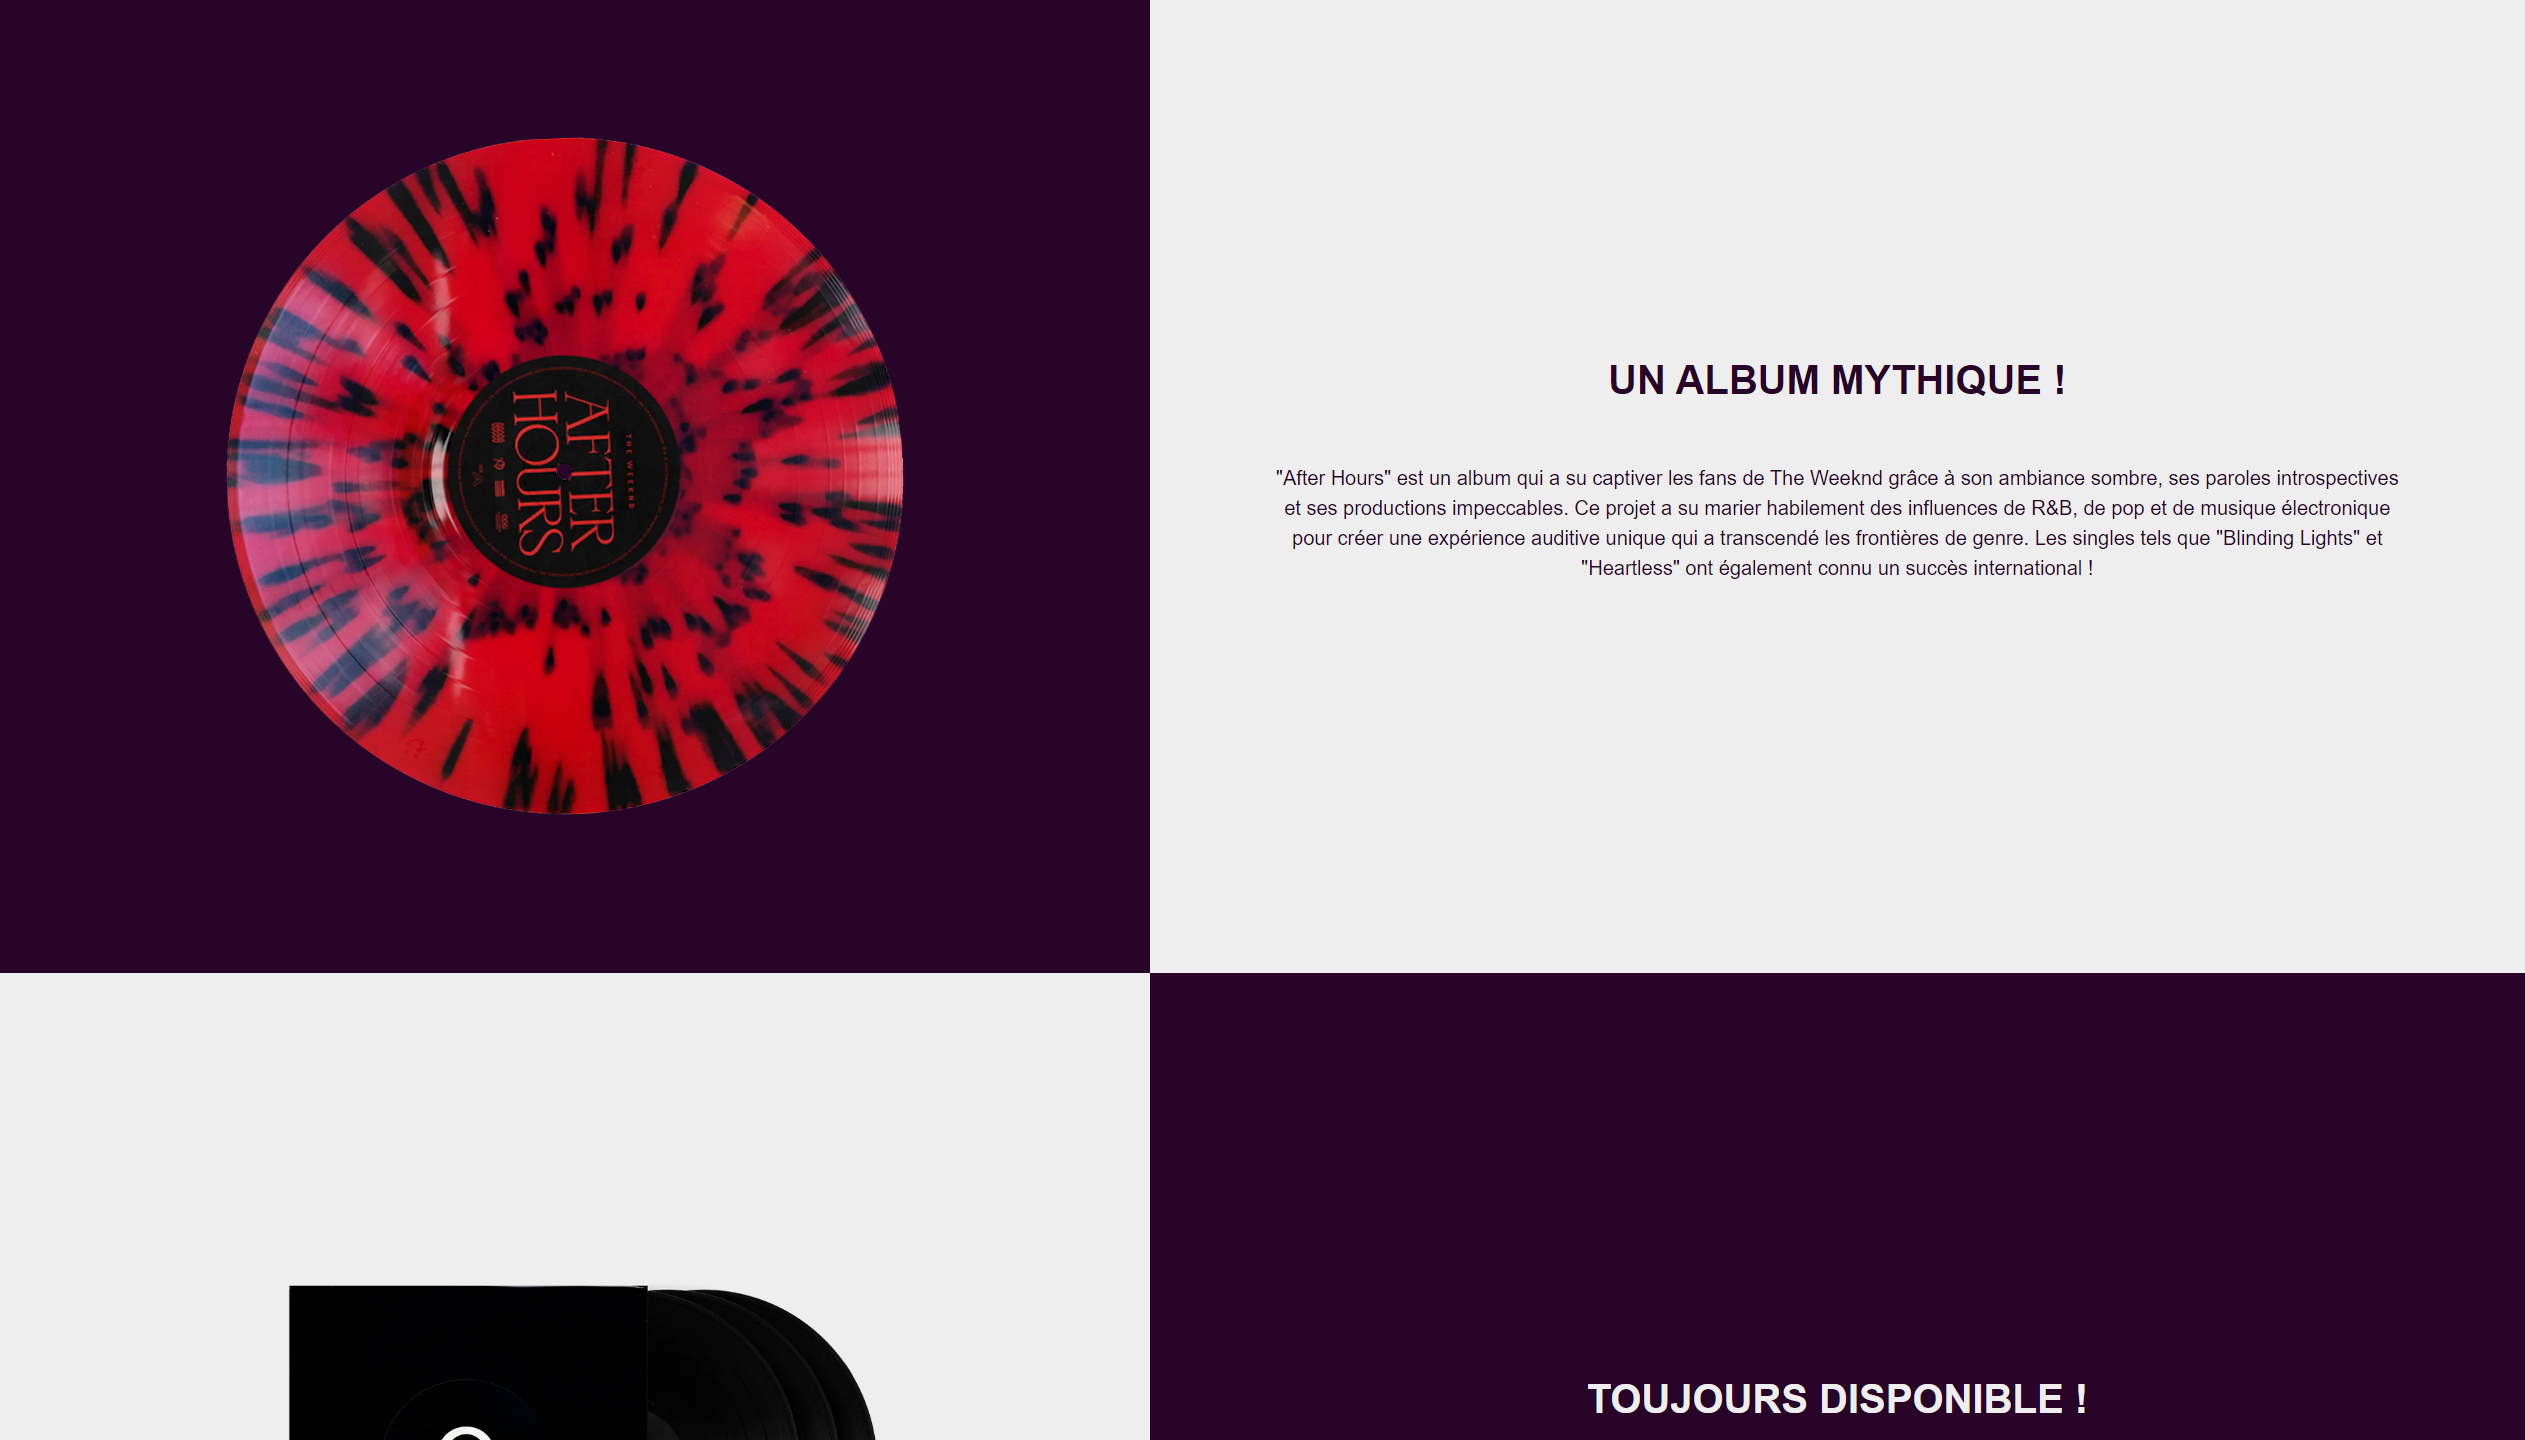 AFTER
HOURS
THE WEEKND
UN ALBUM MYTHIQUE !
"After Hours" est un album qui a su captiver les fans de The Weeknd grâce à son ambiance sombre, ses paroles introspectives
et ses productions impeccables. Ce projet a su marier habilement des influences de R&B, de pop et de musique électronique
pour créer une expérience auditive unique qui a transcendé les frontières de genre. Les singles tels que "Blinding Lights" et
"Heartless" ont également connu un succès international !
TOUJOURS DISPONIBLE !